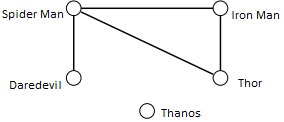 Spider Man
Iron Man
Daredevil
Thor
Thanos